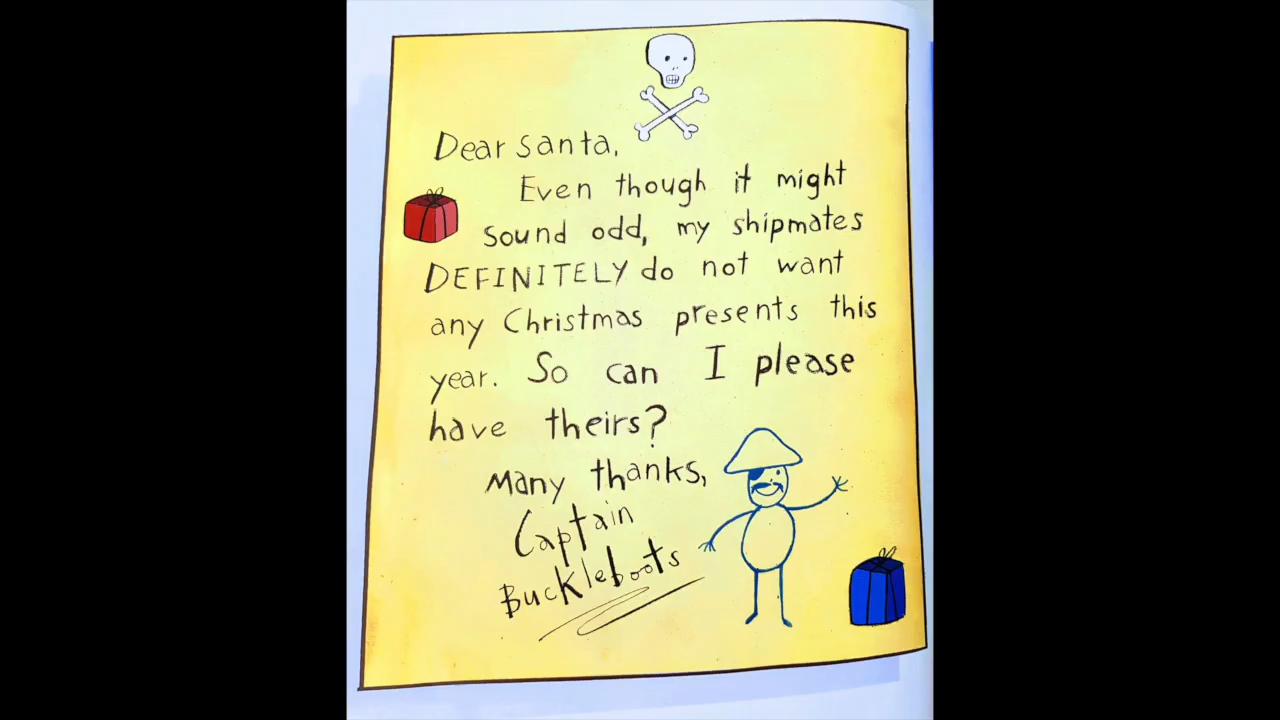 Dear Santa,
Even though it might
sound odd, my shipmates
DEFINITELY do not want
any Christmas presents this
year. So can I please
have theirs?
Many thanks,
Captain
Buckleboots